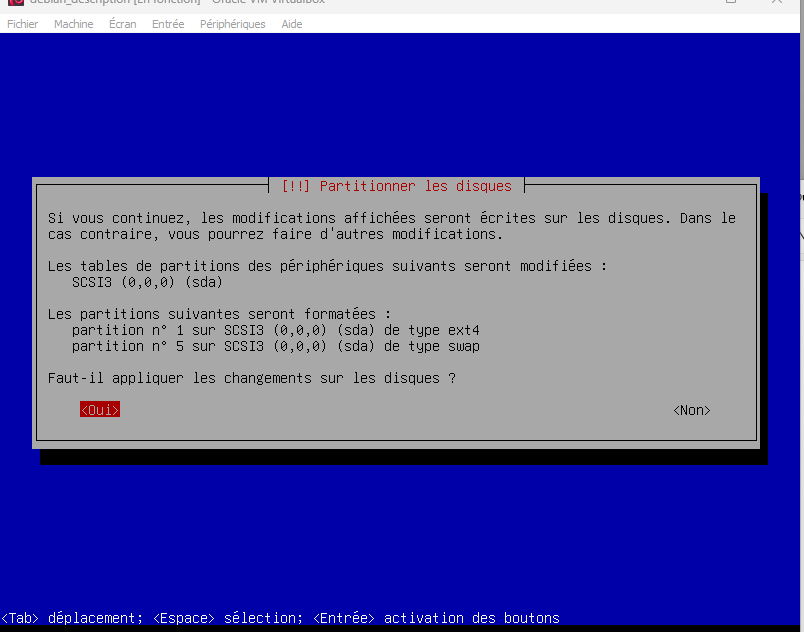 debian_description [En fonction] - Oracle VM VirtualBox
Fichier Machine Écran Entrée Périphériques Aide
[!!] Partitionner les disques
Si vous continuez, les modifications affichées seront écrites sur les disques. Dans le
cas contraire, vous pourrez faire d'autres modifications.
Les tables de partitions des périphériques suivants seront modifiées :
SCSI3 (0,0,0) (sda)
Les partitions suivantes seront formatées :
partition n° 1 sur SCSI3 (0,0,0) (sda) de type ext4
partition n° 5 sur SCSI3 (0,0,0) (sda) de type swap
Faut-il appliquer les changements sur les disques ?
<Oui> <Non>
<Tab> déplacement; <Espace> sélection; <Entrée> activation des boutons